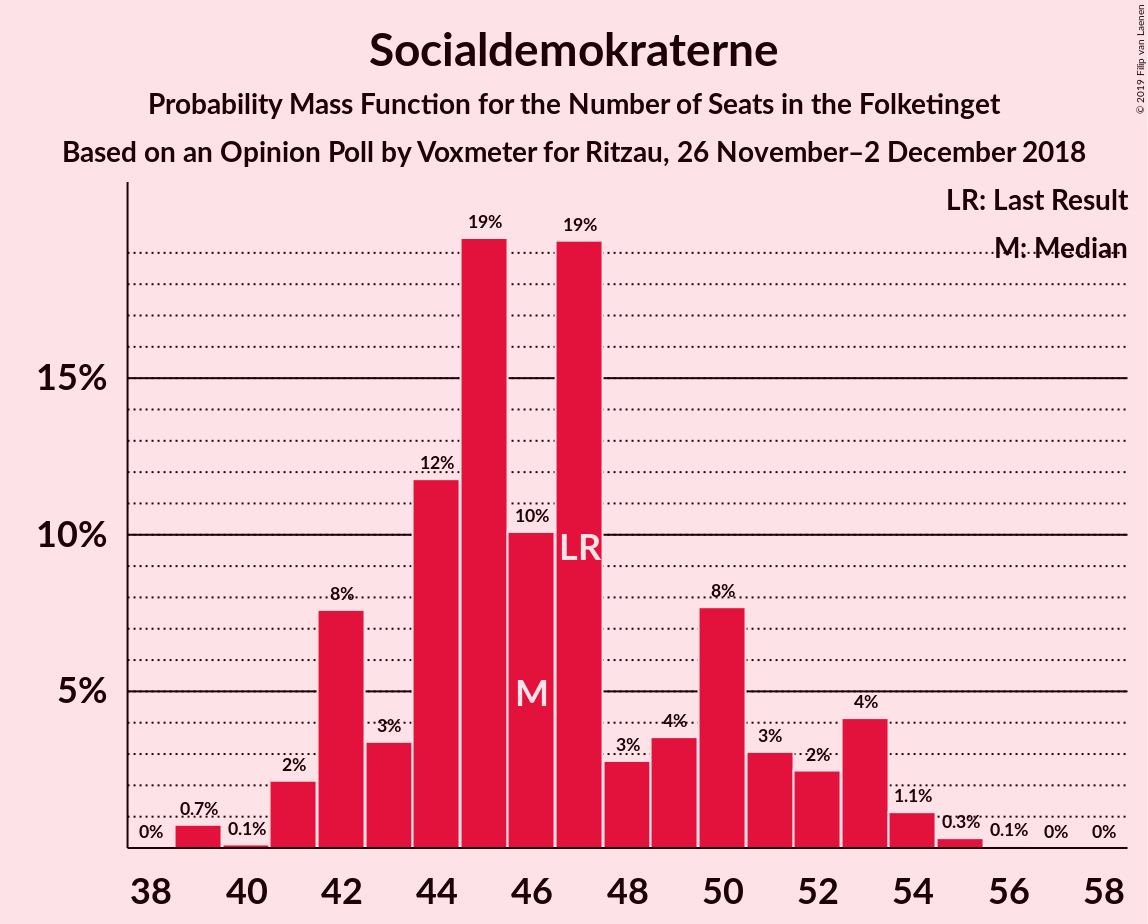 Socialdemokraterne
Probability Mass Function for the Number of Seats in the Folketinget
Based on an Opinion Poll by Voxmeter for Ritzau, 26 November–2 December 2018
© 2019 Filip van Laenen
LR: Last Result
M: Median
15%
10%
5%
0%
0.7%
0.1%
2%
8%
3%
12%
19%
10%
19%
3%
4%
8%
3%
2%
4%
1.1%
0.3%
0.1%
0%
0%
LR
M
38 40 42 44 46 48 50 52 54 56 58